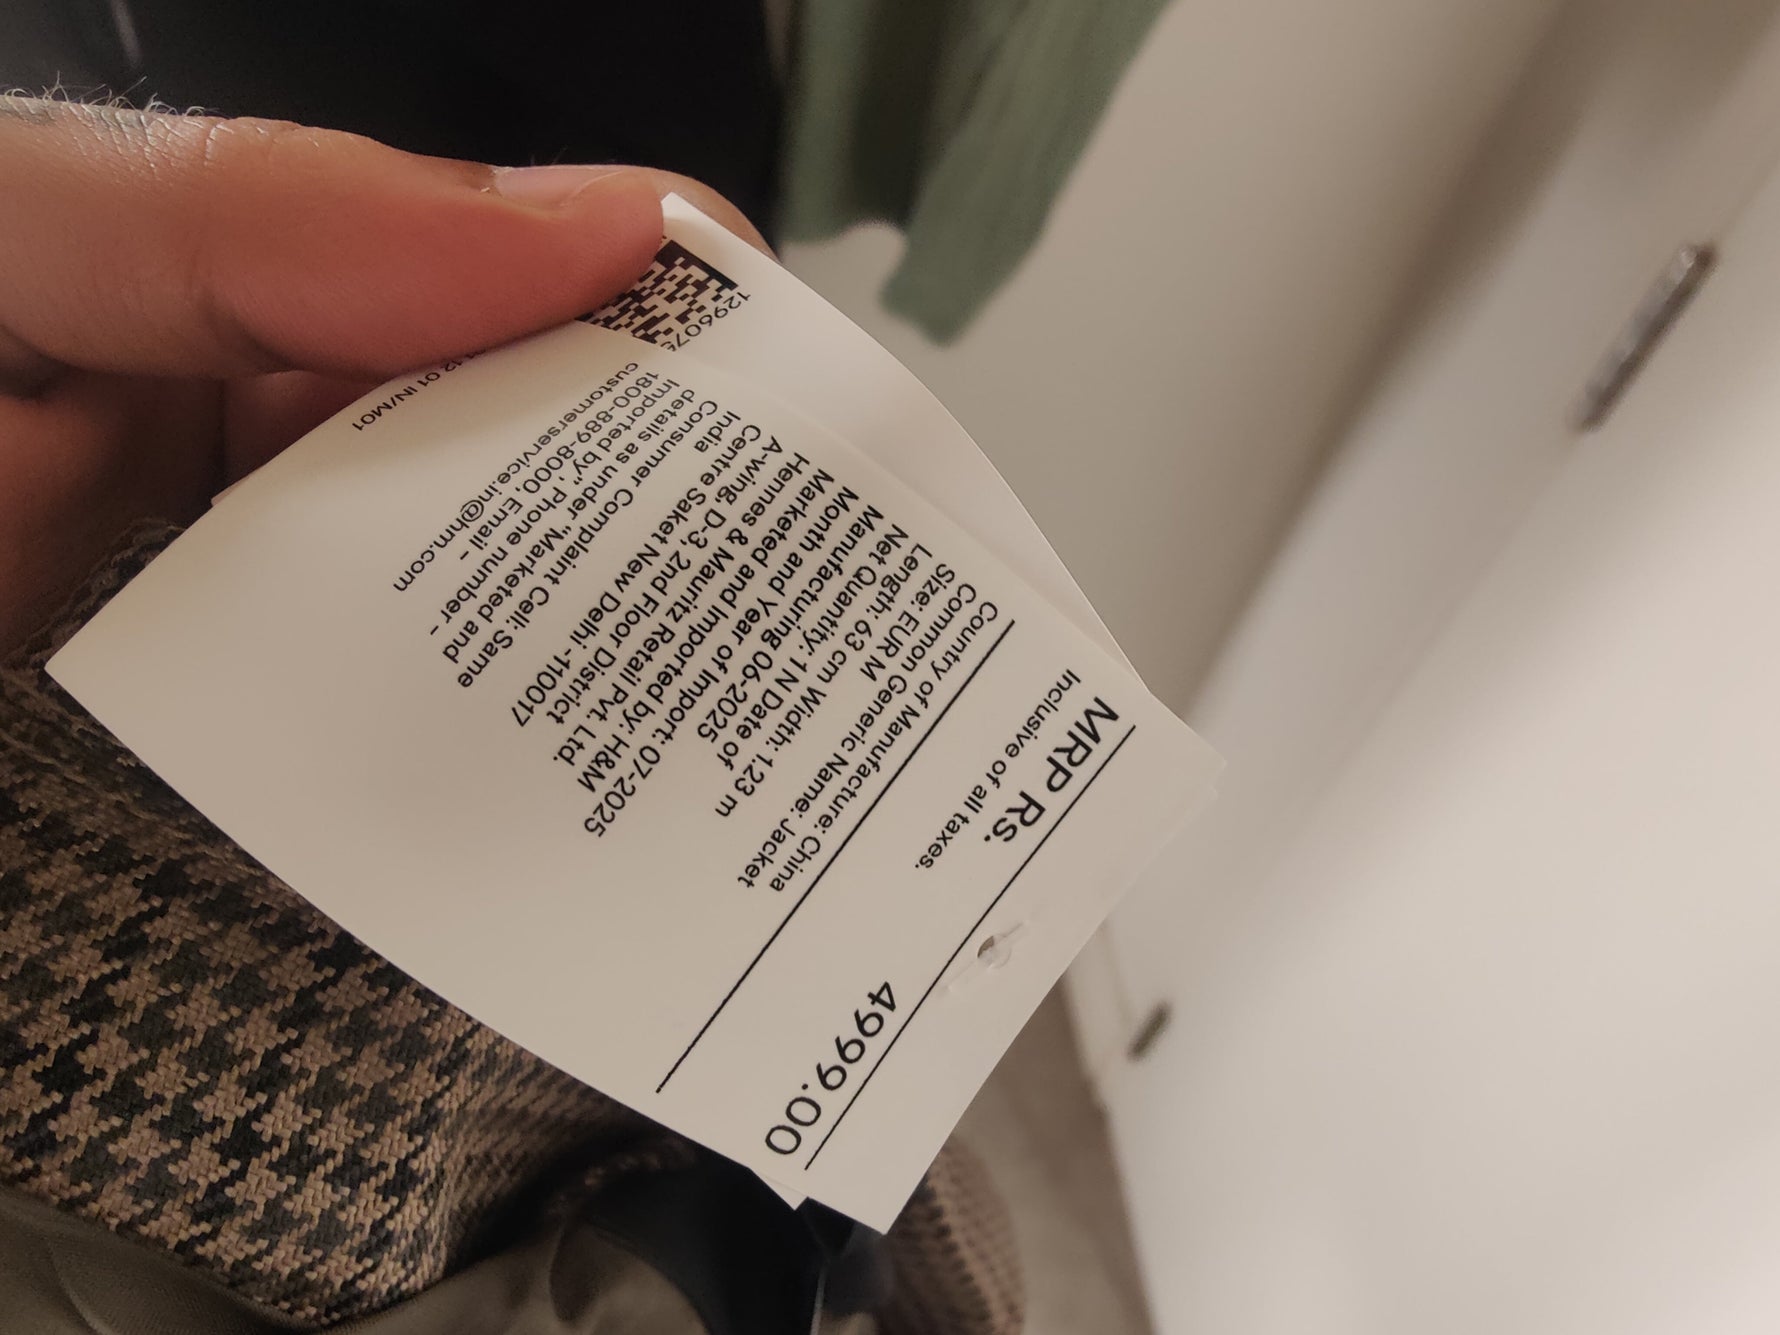 MRP Rs. 4999.00
Inclusive of all taxes.
Country of Manufacture: China
Common Generic Name: Jacket
Size: EUR M
Length: 63 cm Width: 1.23 m
Net Quantity: 1 N Date of
Manufacturing 06-2025
Month and Year of Import: 07-2025
Marketed and Imported by: H&M
Hennes & Mauritz Retail Pvt. Ltd.
A-wing, D-3, 2nd Floor District
Centre Saket New Delhi -110017
India
Consumer Complaint Cell: Same
details as under "Marketed and
Imported by", Phone number -
1800-889-8000, Email -
customerservice.in@hm.com
129607
01 IN/M01